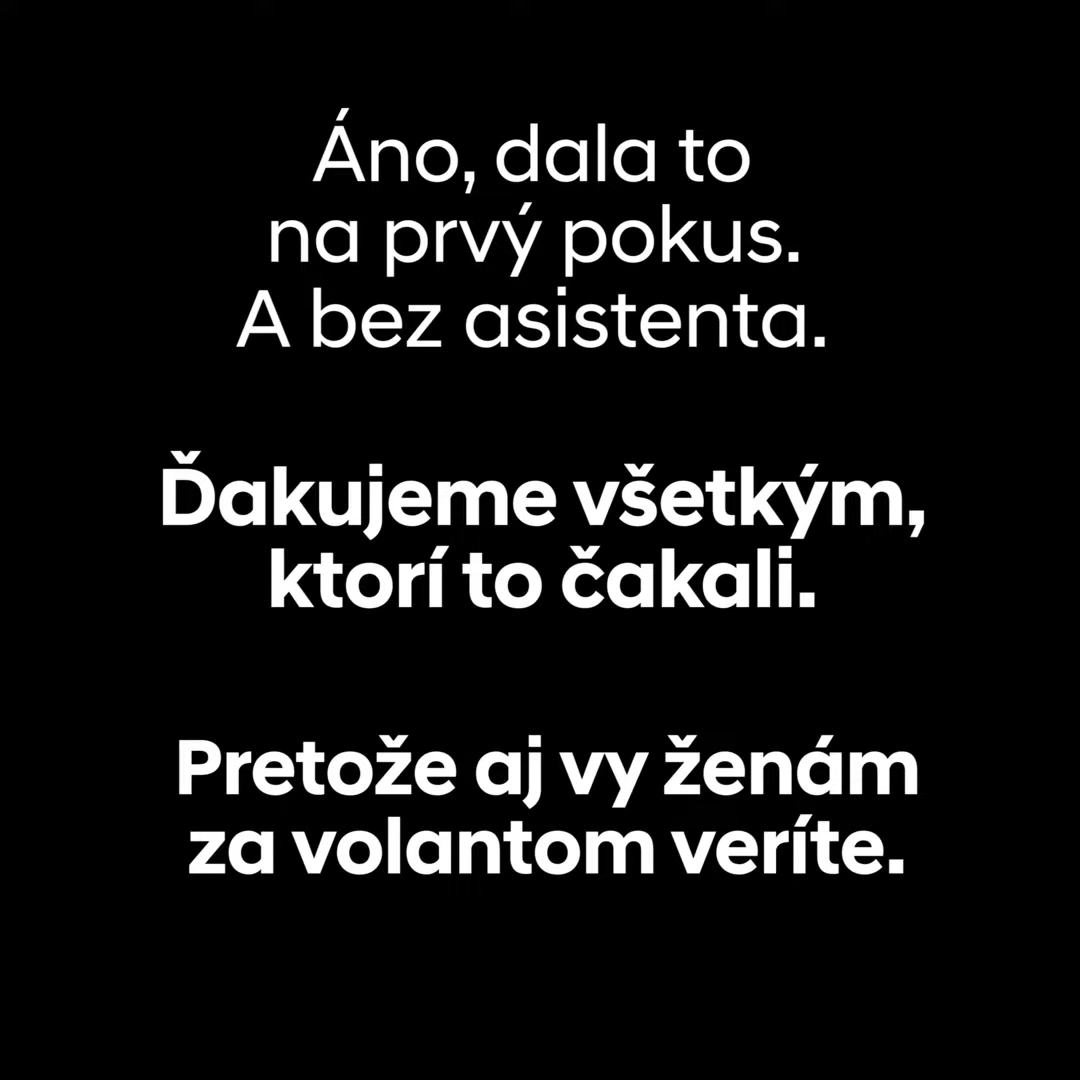 Áno, dala to
na prvý pokus.
A bez asistenta.
Ďakujeme všetkým,
ktorí to čakali.
Pretože aj vy ženám
za volantom veríte.